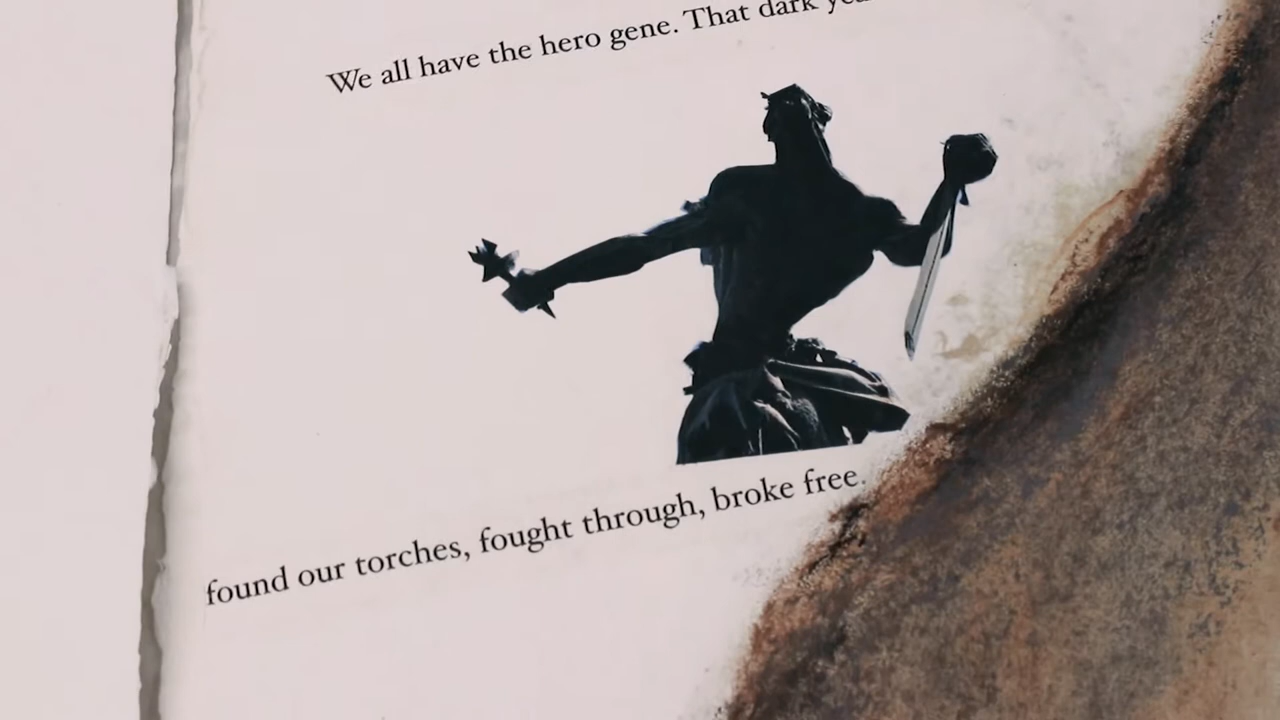 We all have the hero gene. That dark
found our torches, fought through, broke free.